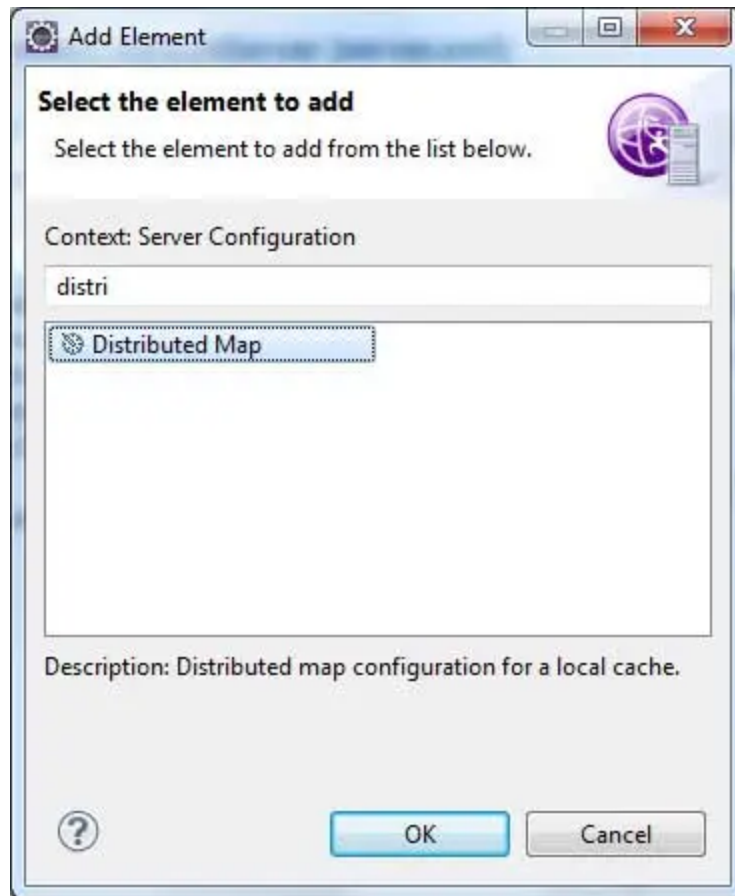 Add Element
Select the element to add
Select the element to add from the list below.
Context: Server Configuration
distri
Distributed Map
Description: Distributed map configuration for a local cache.
?
OK
Cancel